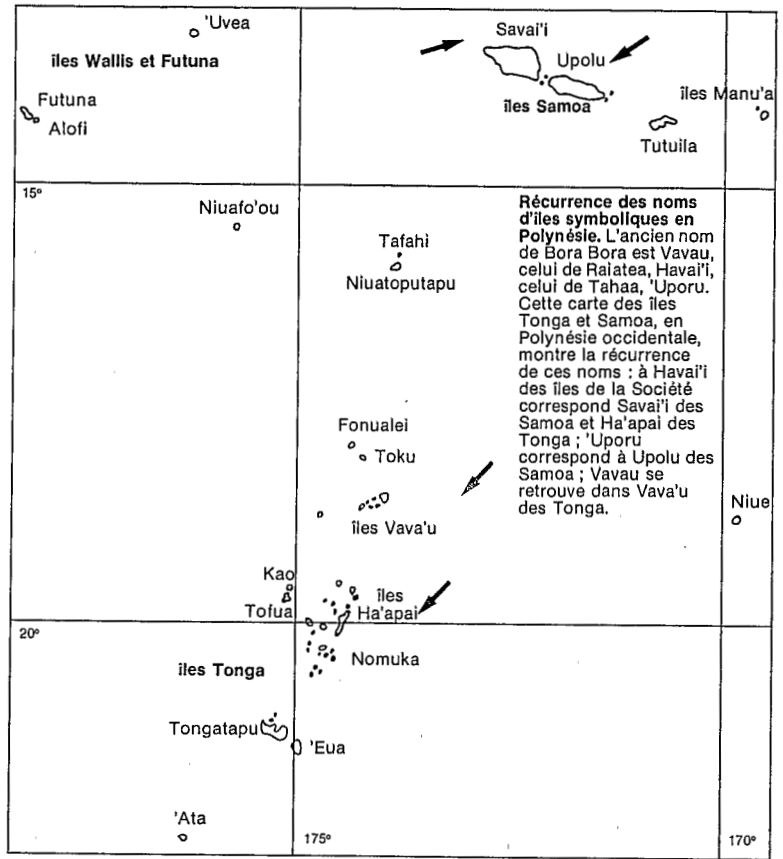 'Uvea
îles Wallis et Futuna
Futuna
Alofi
Savai'i
Upolu
îles Samoa
îles Manu'a
Tutuila
15°
Niuafo'ou
Tafahi
Niuatoputapu
Récurrence des noms
d'îles symboliques en
Polynésie. L'ancien nom
de Bora Bora est Vavau,
celui de Raiatea, Havai'i,
celui de Tahaa, 'Uporu.
Cette carte des îles
Tonga et Samoa, en
Polynésie occidentale,
montre la récurrence
de ces noms : à Havai'i
des îles de la Société
correspond Savai'i des
Samoa et Ha'apai des
Tonga ; 'Uporu
correspond à Upolu des
Samoa ; Vavau se
retrouve dans Vava'u
des Tonga.
Fonualei
Toku
îles Vava'u
Niue
Kao
Tofua
îles
Ha'apai
20°
Nomuka
îles Tonga
Tongatapu
'Eua
'Ata
175°
170°